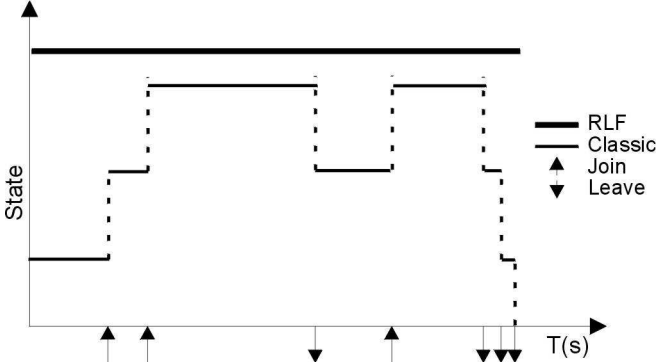 State
RLF
Classic
Join
Leave
T(s)